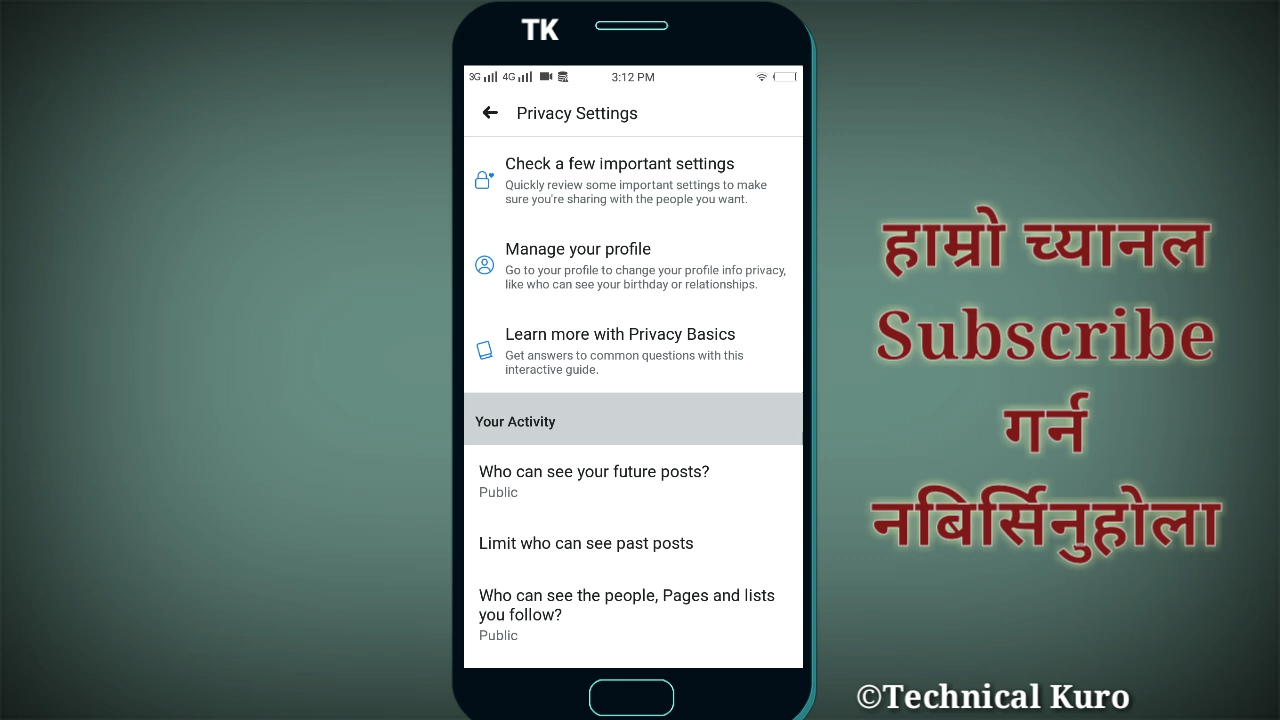 TK
3G 4G 3:12 PM
Privacy Settings
Check a few important settings
Quickly review some important settings to make
sure you're sharing with the people you want.
Manage your profile
Go to your profile to change your profile info privacy,
like who can see your birthday or relationships.
Learn more with Privacy Basics
Get answers to common questions with this
interactive guide.
Your Activity
Who can see your future posts?
Public
Limit who can see past posts
Who can see the people, Pages and lists
you follow?
Public
हाम्रो च्यानल
Subscribe
गर्न
नबिर्सिनुहोला
©Technical Kuro